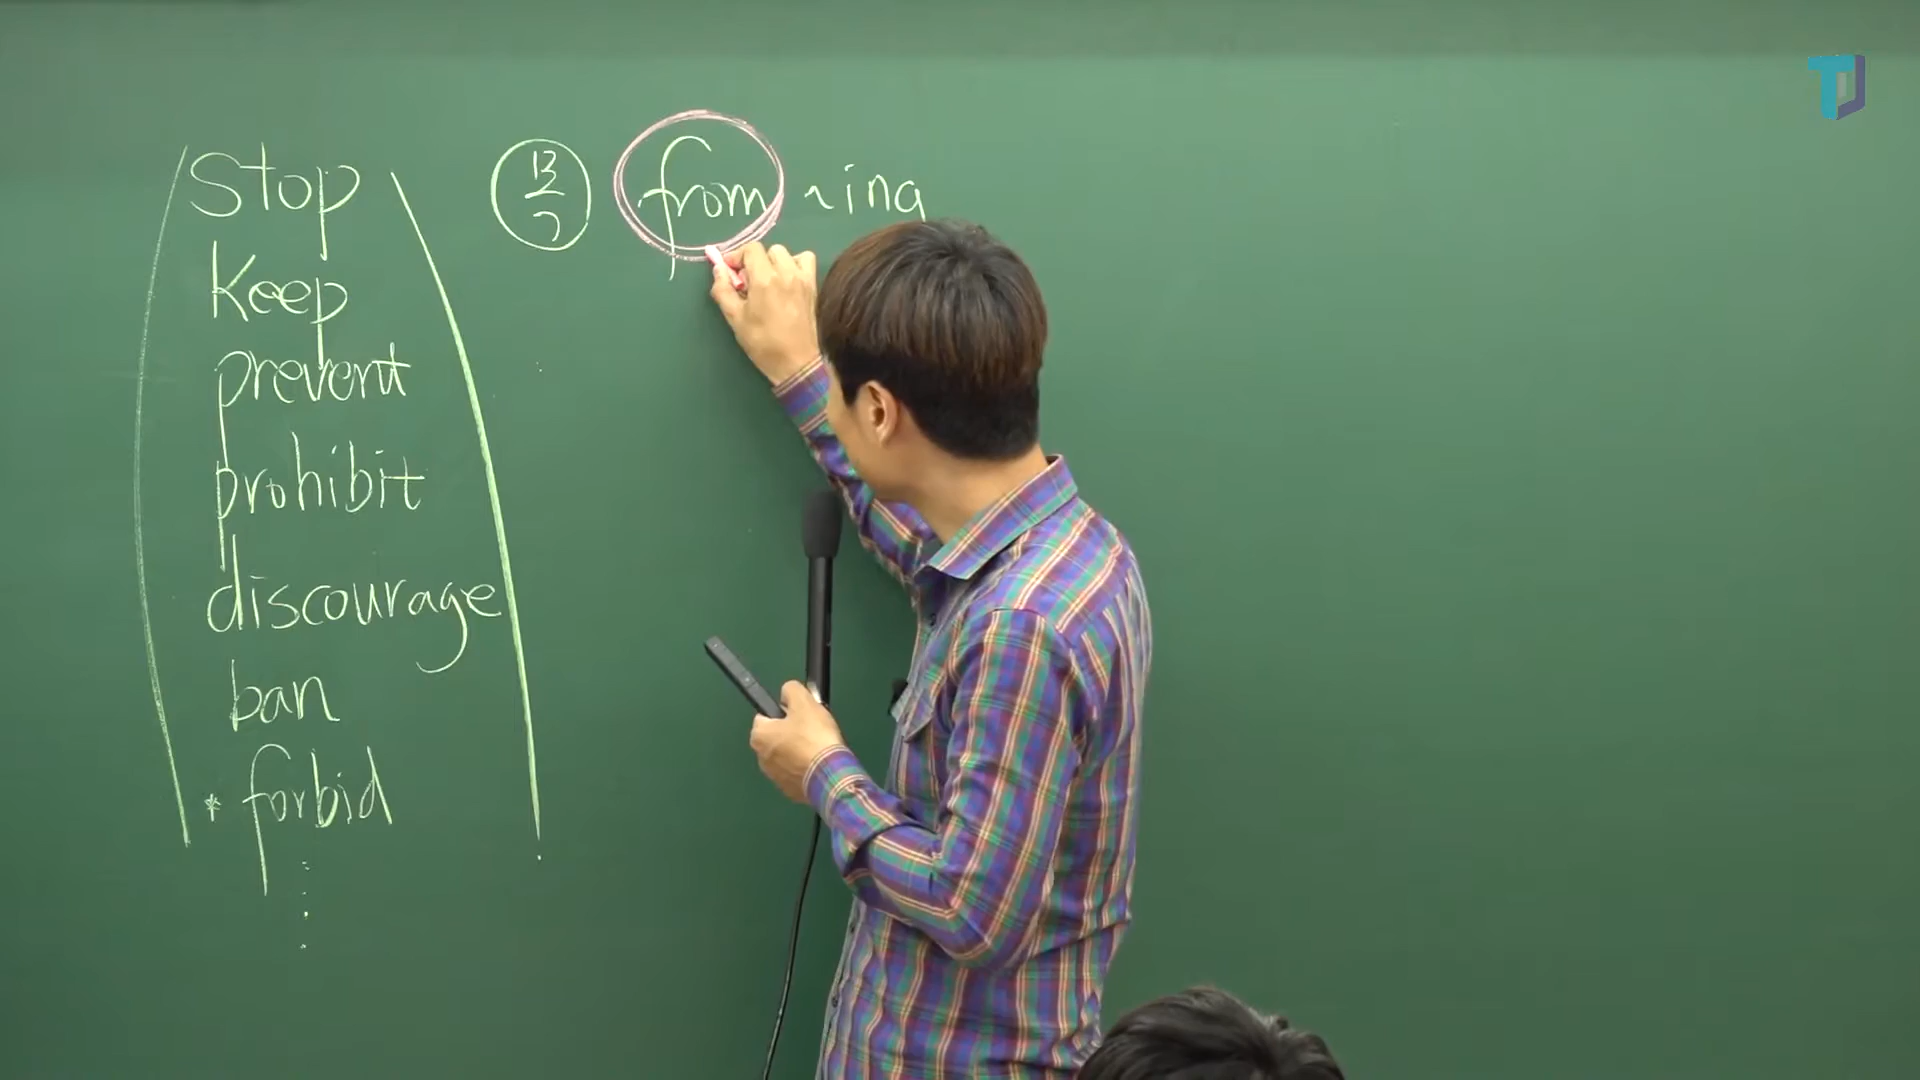 Stop
Keep
prevent
prohibit
discourage
ban
* forbid
from ~ing